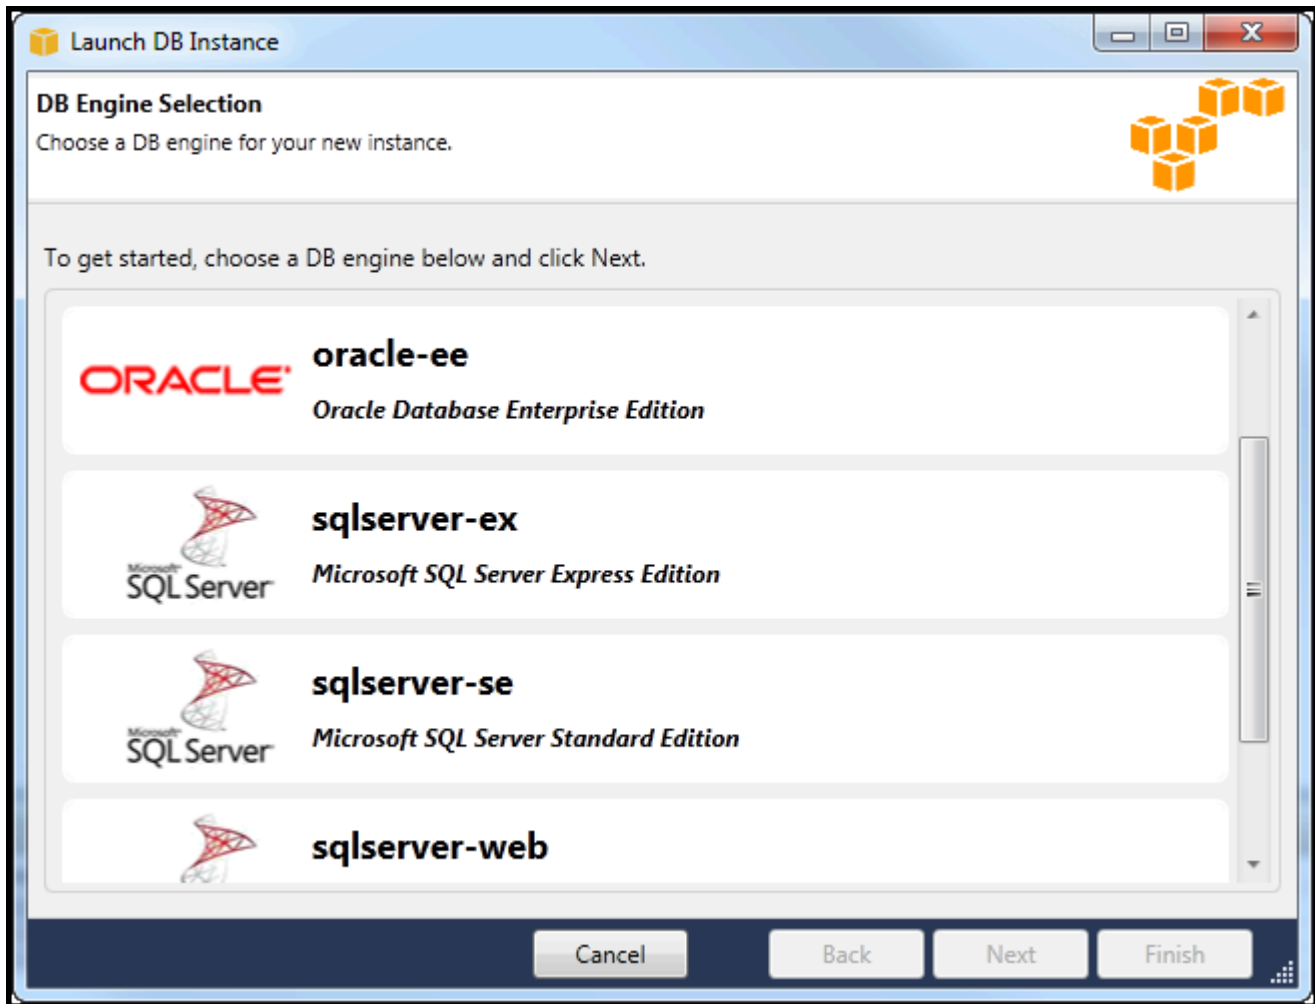 Launch DB Instance
DB Engine Selection
Choose a DB engine for your new instance.
To get started, choose a DB engine below and click Next.
ORACLE
oracle-ee
Oracle Database Enterprise Edition
Microsoft
SQL Server
sqlserver-ex
Microsoft SQL Server Express Edition
Microsoft
SQL Server
sqlserver-se
Microsoft SQL Server Standard Edition
sqlserver-web
Cancel
Back
Next
Finish